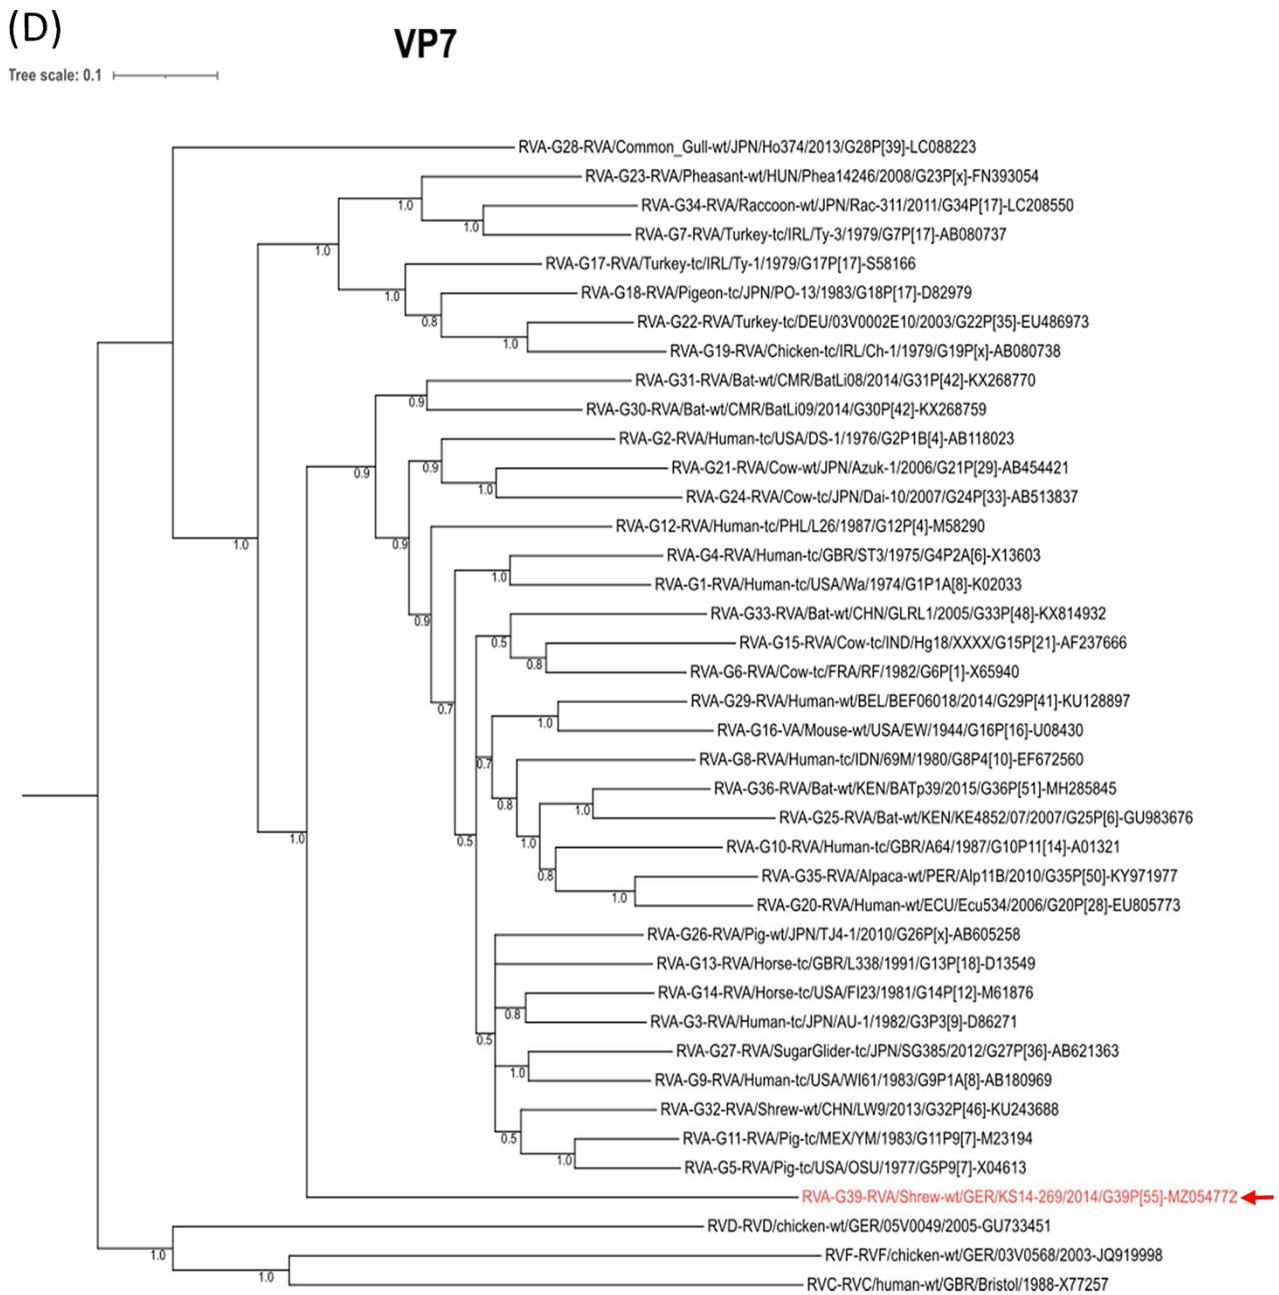 (D)
VP7
Tree scale: 0.1
RVA-G28-RVA/Common_Gull-wt/JPN/Ho374/2013/G28P[39]-LC088223
RVA-G23-RVA/Pheasant-wt/HUN/Phea14246/2008/G23P[x]-FN393054
1.0
RVA-G34-RVA/Raccoon-wt/JPN/Rac-311/2011/G34P[17]-LC208550
1.0
RVA-G7-RVA/Turkey-tc/IRL/Ty-3/1979/G7P[17]-AB080737
1.0
RVA-G17-RVA/Turkey-tc/IRL/Ty-1/1979/G17P[17]-S58166
1.0
RVA-G18-RVA/Pigeon-tc/JPN/PO-13/1983/G18P[17]-D82979
0.8
RVA-G22-RVA/Turkey-tc/DEU/03V0002E10/2003/G22P[35]-EU486973
1.0
RVA-G19-RVA/Chicken-tc/IRL/Ch-1/1979/G19P[x]-AB080738
RVA-G31-RVA/Bat-wt/CMR/BatLi08/2014/G31P[42]-KX268770
0.9
RVA-G30-RVA/Bat-wt/CMR/BatLi09/2014/G30P[42]-KX268759
RVA-G2-RVA/Human-tc/USA/DS-1/1976/G2P1B[4]-AB118023
0.9
0.9
RVA-G21-RVA/Cow-wt/JPN/Azuk-1/2006/G21P[29]-AB454421
1.0
RVA-G24-RVA/Cow-tc/JPN/Dai-10/2007/G24P[33]-AB513837
RVA-G12-RVA/Human-tc/PHL/L26/1987/G12P[4]-M58290
1.0
0.9
RVA-G4-RVA/Human-tc/GBR/ST3/1975/G4P2A[6]-X13603
1.0
RVA-G1-RVA/Human-tc/USA/Wa/1974/G1P1A[8]-K02033
RVA-G33-RVA/Bat-wt/CHN/GLRL1/2005/G33P[48]-KX814932
0.9
0.5
RVA-G15-RVA/Cow-tc/IND/Hg18/XXXX/G15P[21]-AF237666
0.8
RVA-G6-RVA/Cow-tc/FRA/RF/1982/G6P[1]-X65940
RVA-G29-RVA/Human-wt/BEL/BEF06018/2014/G29P[41]-KU128897
0.7
1.0
RVA-G16-VA/Mouse-wt/USA/EW/1944/G16P[16]-U08430
RVA-G8-RVA/Human-tc/IDN/69M/1980/G8P4[10]-EF672560
0.7
RVA-G36-RVA/Bat-wt/KEN/BATp39/2015/G36P[51]-MH285845
0.8
1.0
RVA-G25-RVA/Bat-wt/KEN/KE4852/07/2007/G25P[6]-GU983676
1.0
0.5
1.0
RVA-G10-RVA/Human-tc/GBR/A64/1987/G10P11[14]-A01321
0.8
RVA-G35-RVA/Alpaca-wt/PER/Alp11B/2010/G35P[50]-KY971977
1.0
RVA-G20-RVA/Human-wt/ECU/Ecu534/2006/G20P[28]-EU805773
RVA-G26-RVA/Pig-wt/JPN/TJ4-1/2010/G26P[x]-AB605258
RVA-G13-RVA/Horse-tc/GBR/L338/1991/G13P[18]-D13549
RVA-G14-RVA/Horse-tc/USA/FI23/1981/G14P[12]-M61876
0.8
RVA-G3-RVA/Human-tc/JPN/AU-1/1982/G3P3[9]-D86271
0.5
RVA-G27-RVA/SugarGlider-tc/JPN/SG385/2012/G27P[36]-AB621363
1.0
RVA-G9-RVA/Human-tc/USA/WI61/1983/G9P1A[8]-AB180969
RVA-G32-RVA/Shrew-wt/CHN/LW9/2013/G32P[46]-KU243688
0.5
RVA-G11-RVA/Pig-tc/MEX/YM/1983/G11P9[7]-M23194
1.0
RVA-G5-RVA/Pig-tc/USA/OSU/1977/G5P9[7]-X04613
RVA-G39-RVA/Shrew-wt/GER/KS14-269/2014/G39P[55]-MZ054772
RVD-RVD/chicken-wt/GER/05V0049/2005-GU733451
1.0
RVF-RVF/chicken-wt/GER/03V0568/2003-JQ919998
1.0
RVC-RVC/human-wt/GBR/Bristol/1988-X77257